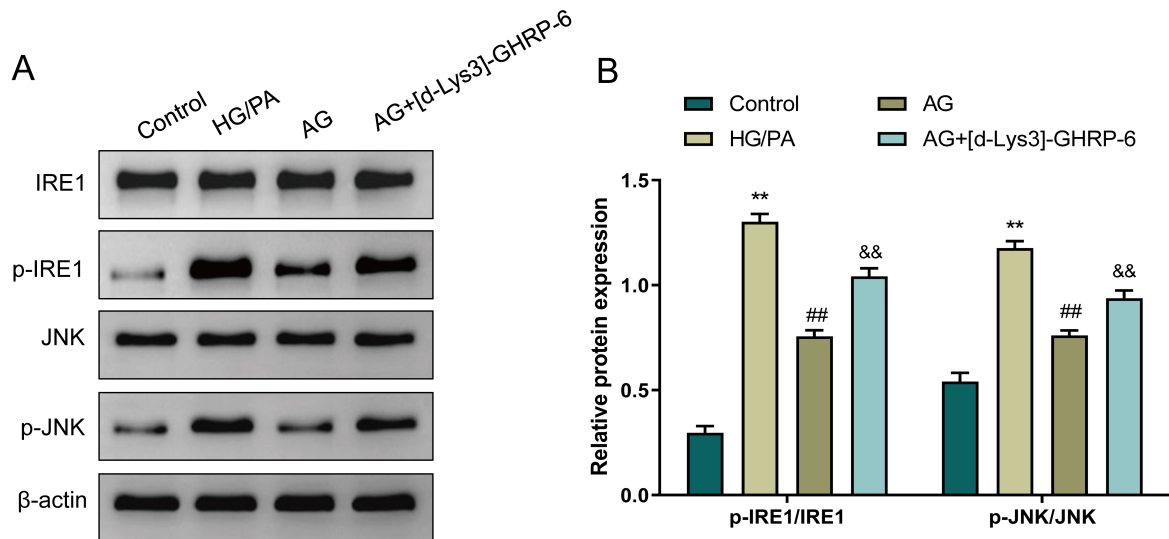 A
Control
HG/PA
AG
AG+[d-Lys3]-GHRP-6
IRE1
p-IRE1
JNK
p-JNK
β-actin
B
Control
AG
HG/PA
AG+[d-Lys3]-GHRP-6
Relative protein expression
1.5
1.0
0.5
0.0
**
##
&&
**
##
&&
p-IRE1/IRE1
p-JNK/JNK